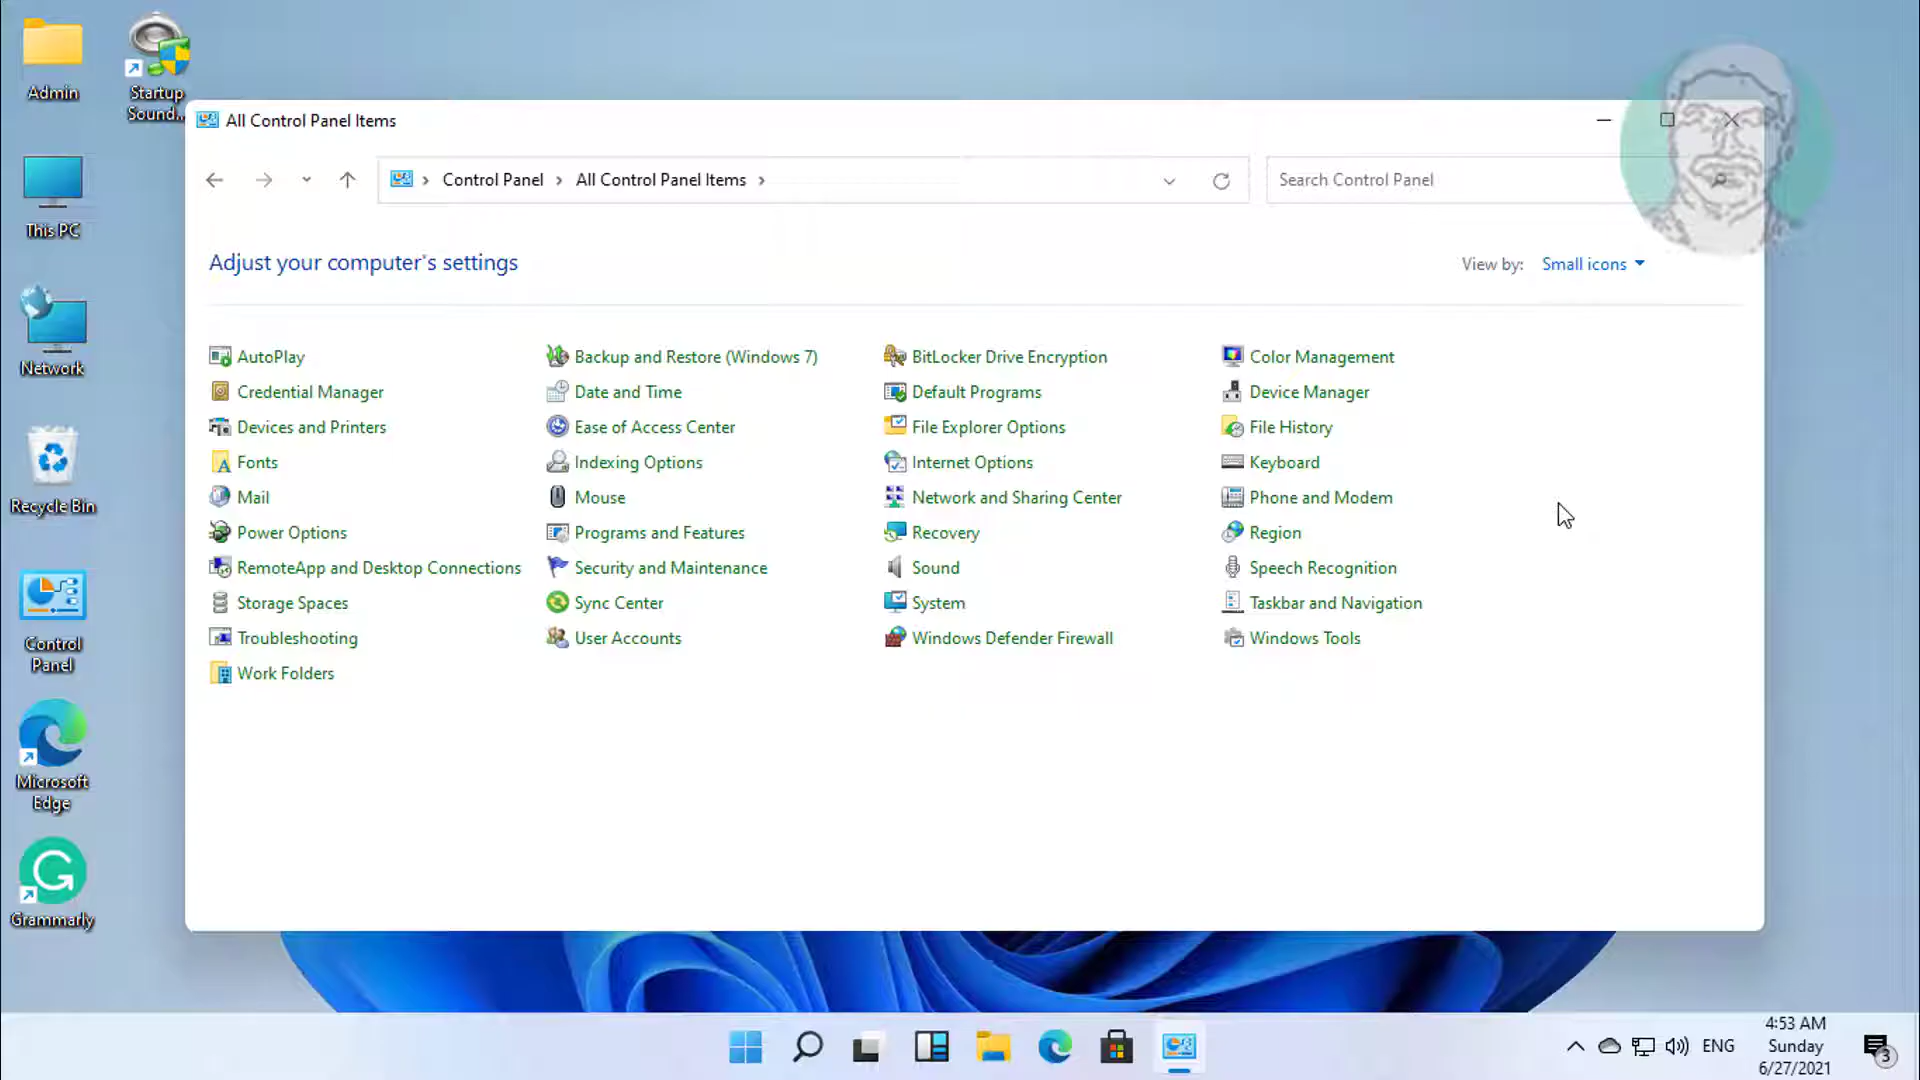 Admin
Startup
Sound...
This PC
Network
Recycle Bin
Control
Panel
Microsoft
Edge
Grammarly
All Control Panel Items
Control Panel
All Control Panel Items
Search Control Panel
Adjust your computer's settings
View by: Small icons
AutoPlay
Backup and Restore (Windows 7)
BitLocker Drive Encryption
Color Management
Credential Manager
Date and Time
Default Programs
Device Manager
Devices and Printers
Ease of Access Center
File Explorer Options
File History
Fonts
Indexing Options
Internet Options
Keyboard
Mail
Mouse
Network and Sharing Center
Phone and Modem
Power Options
Programs and Features
Recovery
Region
RemoteApp and Desktop Connections
Security and Maintenance
Sound
Speech Recognition
Storage Spaces
Sync Center
System
Taskbar and Navigation
Troubleshooting
User Accounts
Windows Defender Firewall
Windows Tools
Work Folders
ENG
4:53 AM
Sunday
6/27/2021
3